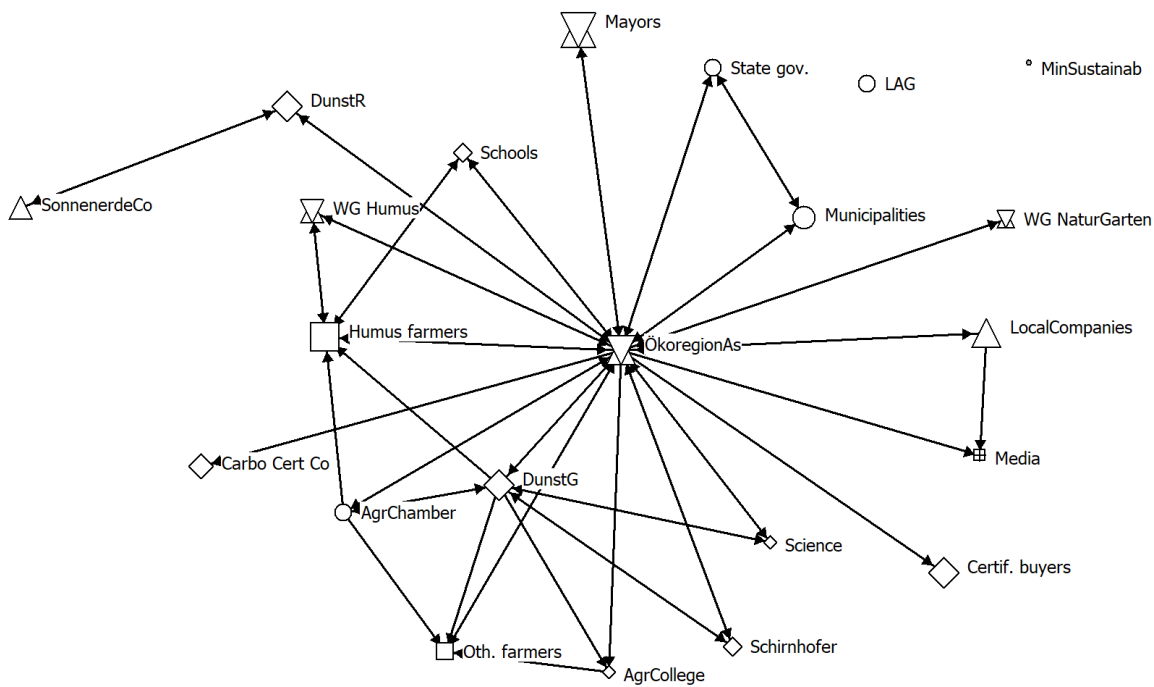 Mayors
State gov.
MinSustainab
LAG
DunstR
Schools
SonnenerdeCo
WG Humus
Municipalities
WG NaturGarten
Humus farmers
ÖkoregionAs
LocalCompanies
Carbo Cert Co
Media
DunstG
AgrChamber
Science
Certif. buyers
Oth. farmers
Schirnhofer
AgrCollege